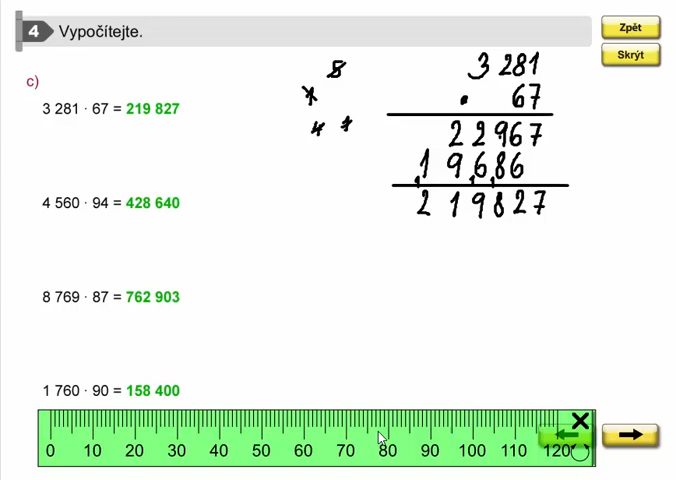 4 Vypočítejte.
Zpět
Skrýt
c)
3 281 · 67 = 219 827
4 560 · 94 = 428 640
8 769 · 87 = 762 903
1 760 · 90 = 158 400
3 281
· 67
22967
19686
219827
0 10 20 30 40 50 60 70 80 90 100 110 120